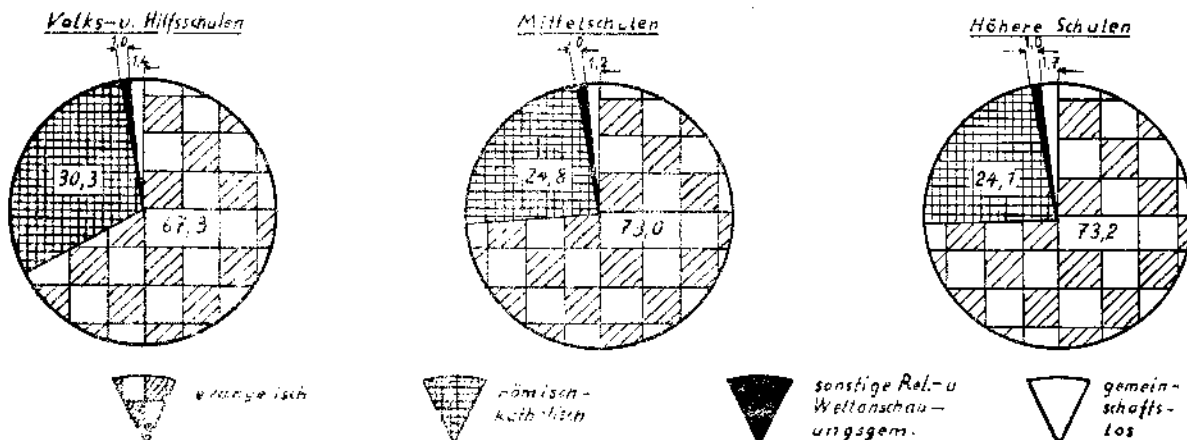 Volks-u. Hilfsschulen
1,0
1,4
30,3
67,3
Mittelschulen
1,0
1,2
24,8
73,0
Höhere Schulen
1,0
1,7
24,1
73,2
evangelisch
römisch-
katholisch
sonstige Rel.-u
Weltanschau-
ungsgem.
gemein-
schafts-
los